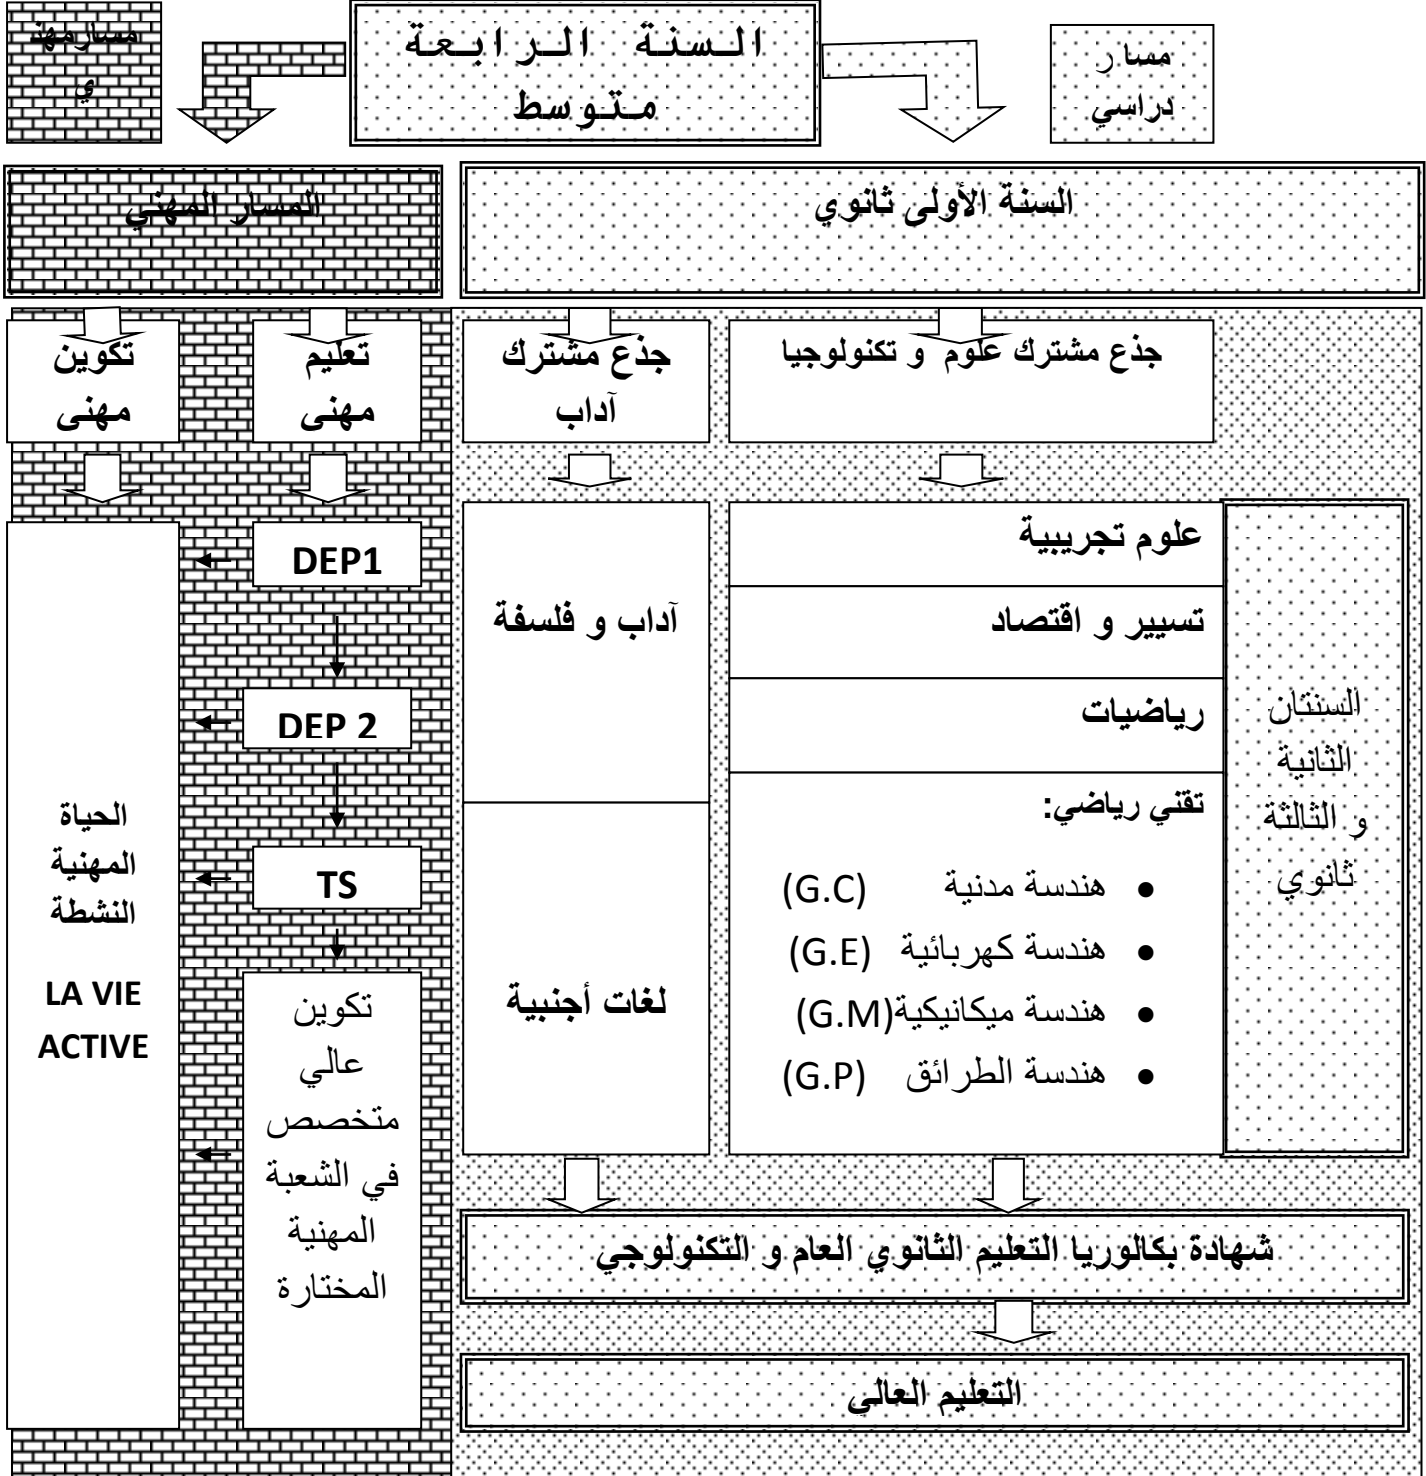 مسار
دراسي
السنة الرابعة
متوسط
مسارمهذ
ي
السنة الأولى ثانوي
المسار المهني
جذع مشترك علوم و تكنولوجيا
جذع مشترك
آداب
تعليم
مهنى
تكوين
مهنى
السنتان
الثانية
و الثالثة
ثانوي
علوم تجريبية
تسيير و اقتصاد
رياضيات
تقني رياضي:
• هندسة مدنية (G.C)
• هندسة كهربائية (G.E)
• هندسة ميكانيكية(G.M)
• هندسة الطرائق (G.P)
آداب و فلسفة
لغات أجنبية
DEP1
DEP 2
TS
تكوين
عالي
متخصص
في الشعبة
المهنية
المختارة
الحياة
المهنية
النشطة
LA VIE
ACTIVE
شهادة بكالوريا التعليم الثانوي العام و التكنولوجي
التعليم العالي